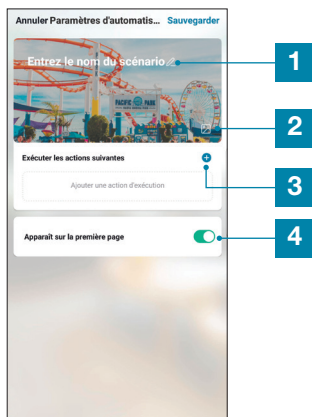 Annuler Paramètres d'automatis... Sauvegarder
Entrez le nom du scénario
1
PACIFIC PARK
2
Exécuter les actions suivantes
3
Ajouter une action d'exécution
Apparaît sur la première page
4